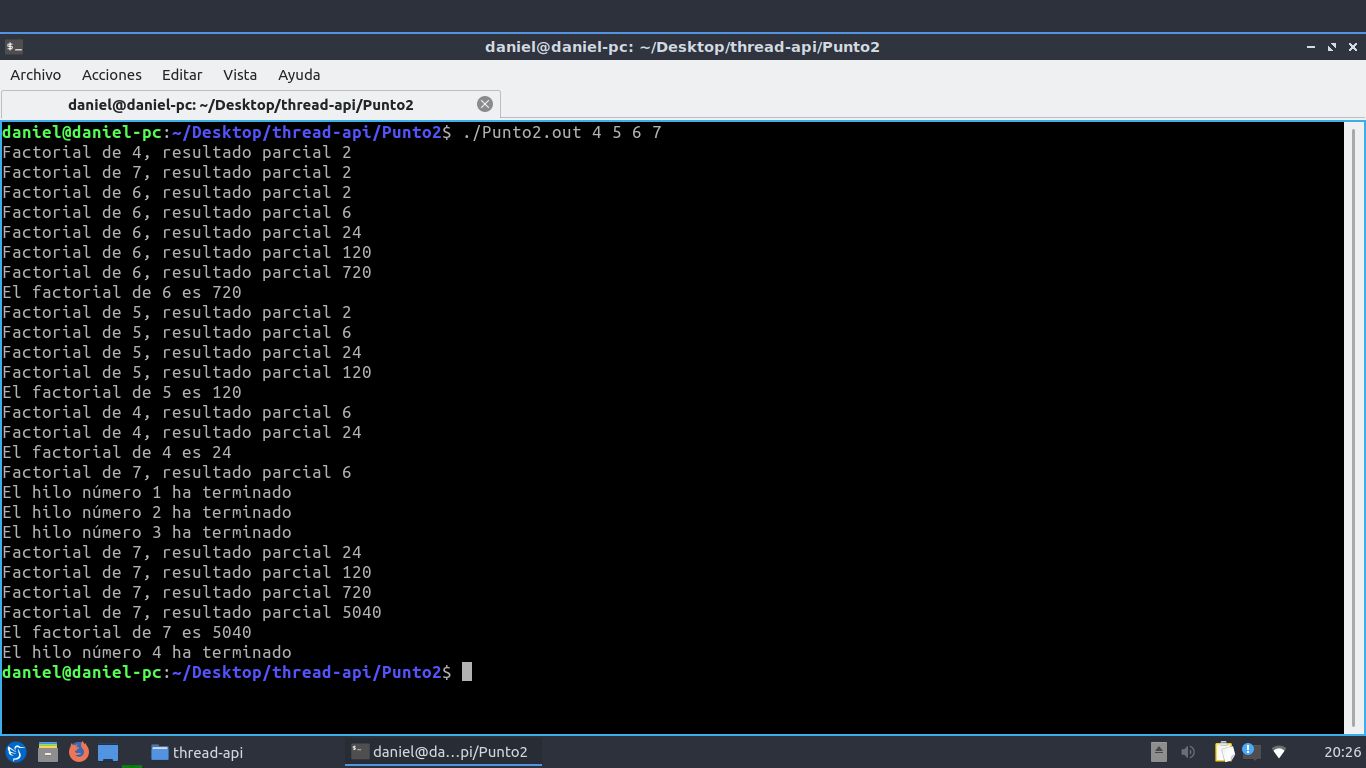 daniel@daniel-pc: ~/Desktop/thread-api/Punto2
Archivo Acciones Editar Vista Ayuda
daniel@daniel-pc: ~/Desktop/thread-api/Punto2
daniel@daniel-pc:~/Desktop/thread-api/Punto2$ ./Punto2.out 4 5 6 7
Factorial de 4, resultado parcial 2
Factorial de 7, resultado parcial 2
Factorial de 6, resultado parcial 2
Factorial de 6, resultado parcial 6
Factorial de 6, resultado parcial 24
Factorial de 6, resultado parcial 120
Factorial de 6, resultado parcial 720
El factorial de 6 es 720
Factorial de 5, resultado parcial 2
Factorial de 5, resultado parcial 6
Factorial de 5, resultado parcial 24
Factorial de 5, resultado parcial 120
El factorial de 5 es 120
Factorial de 4, resultado parcial 6
Factorial de 4, resultado parcial 24
El factorial de 4 es 24
Factorial de 7, resultado parcial 6
El hilo número 1 ha terminado
El hilo número 2 ha terminado
El hilo número 3 ha terminado
Factorial de 7, resultado parcial 24
Factorial de 7, resultado parcial 120
Factorial de 7, resultado parcial 720
Factorial de 7, resultado parcial 5040
El factorial de 7 es 5040
El hilo número 4 ha terminado
daniel@daniel-pc:~/Desktop/thread-api/Punto2$
thread-api daniel@da...pi/Punto2 20:26